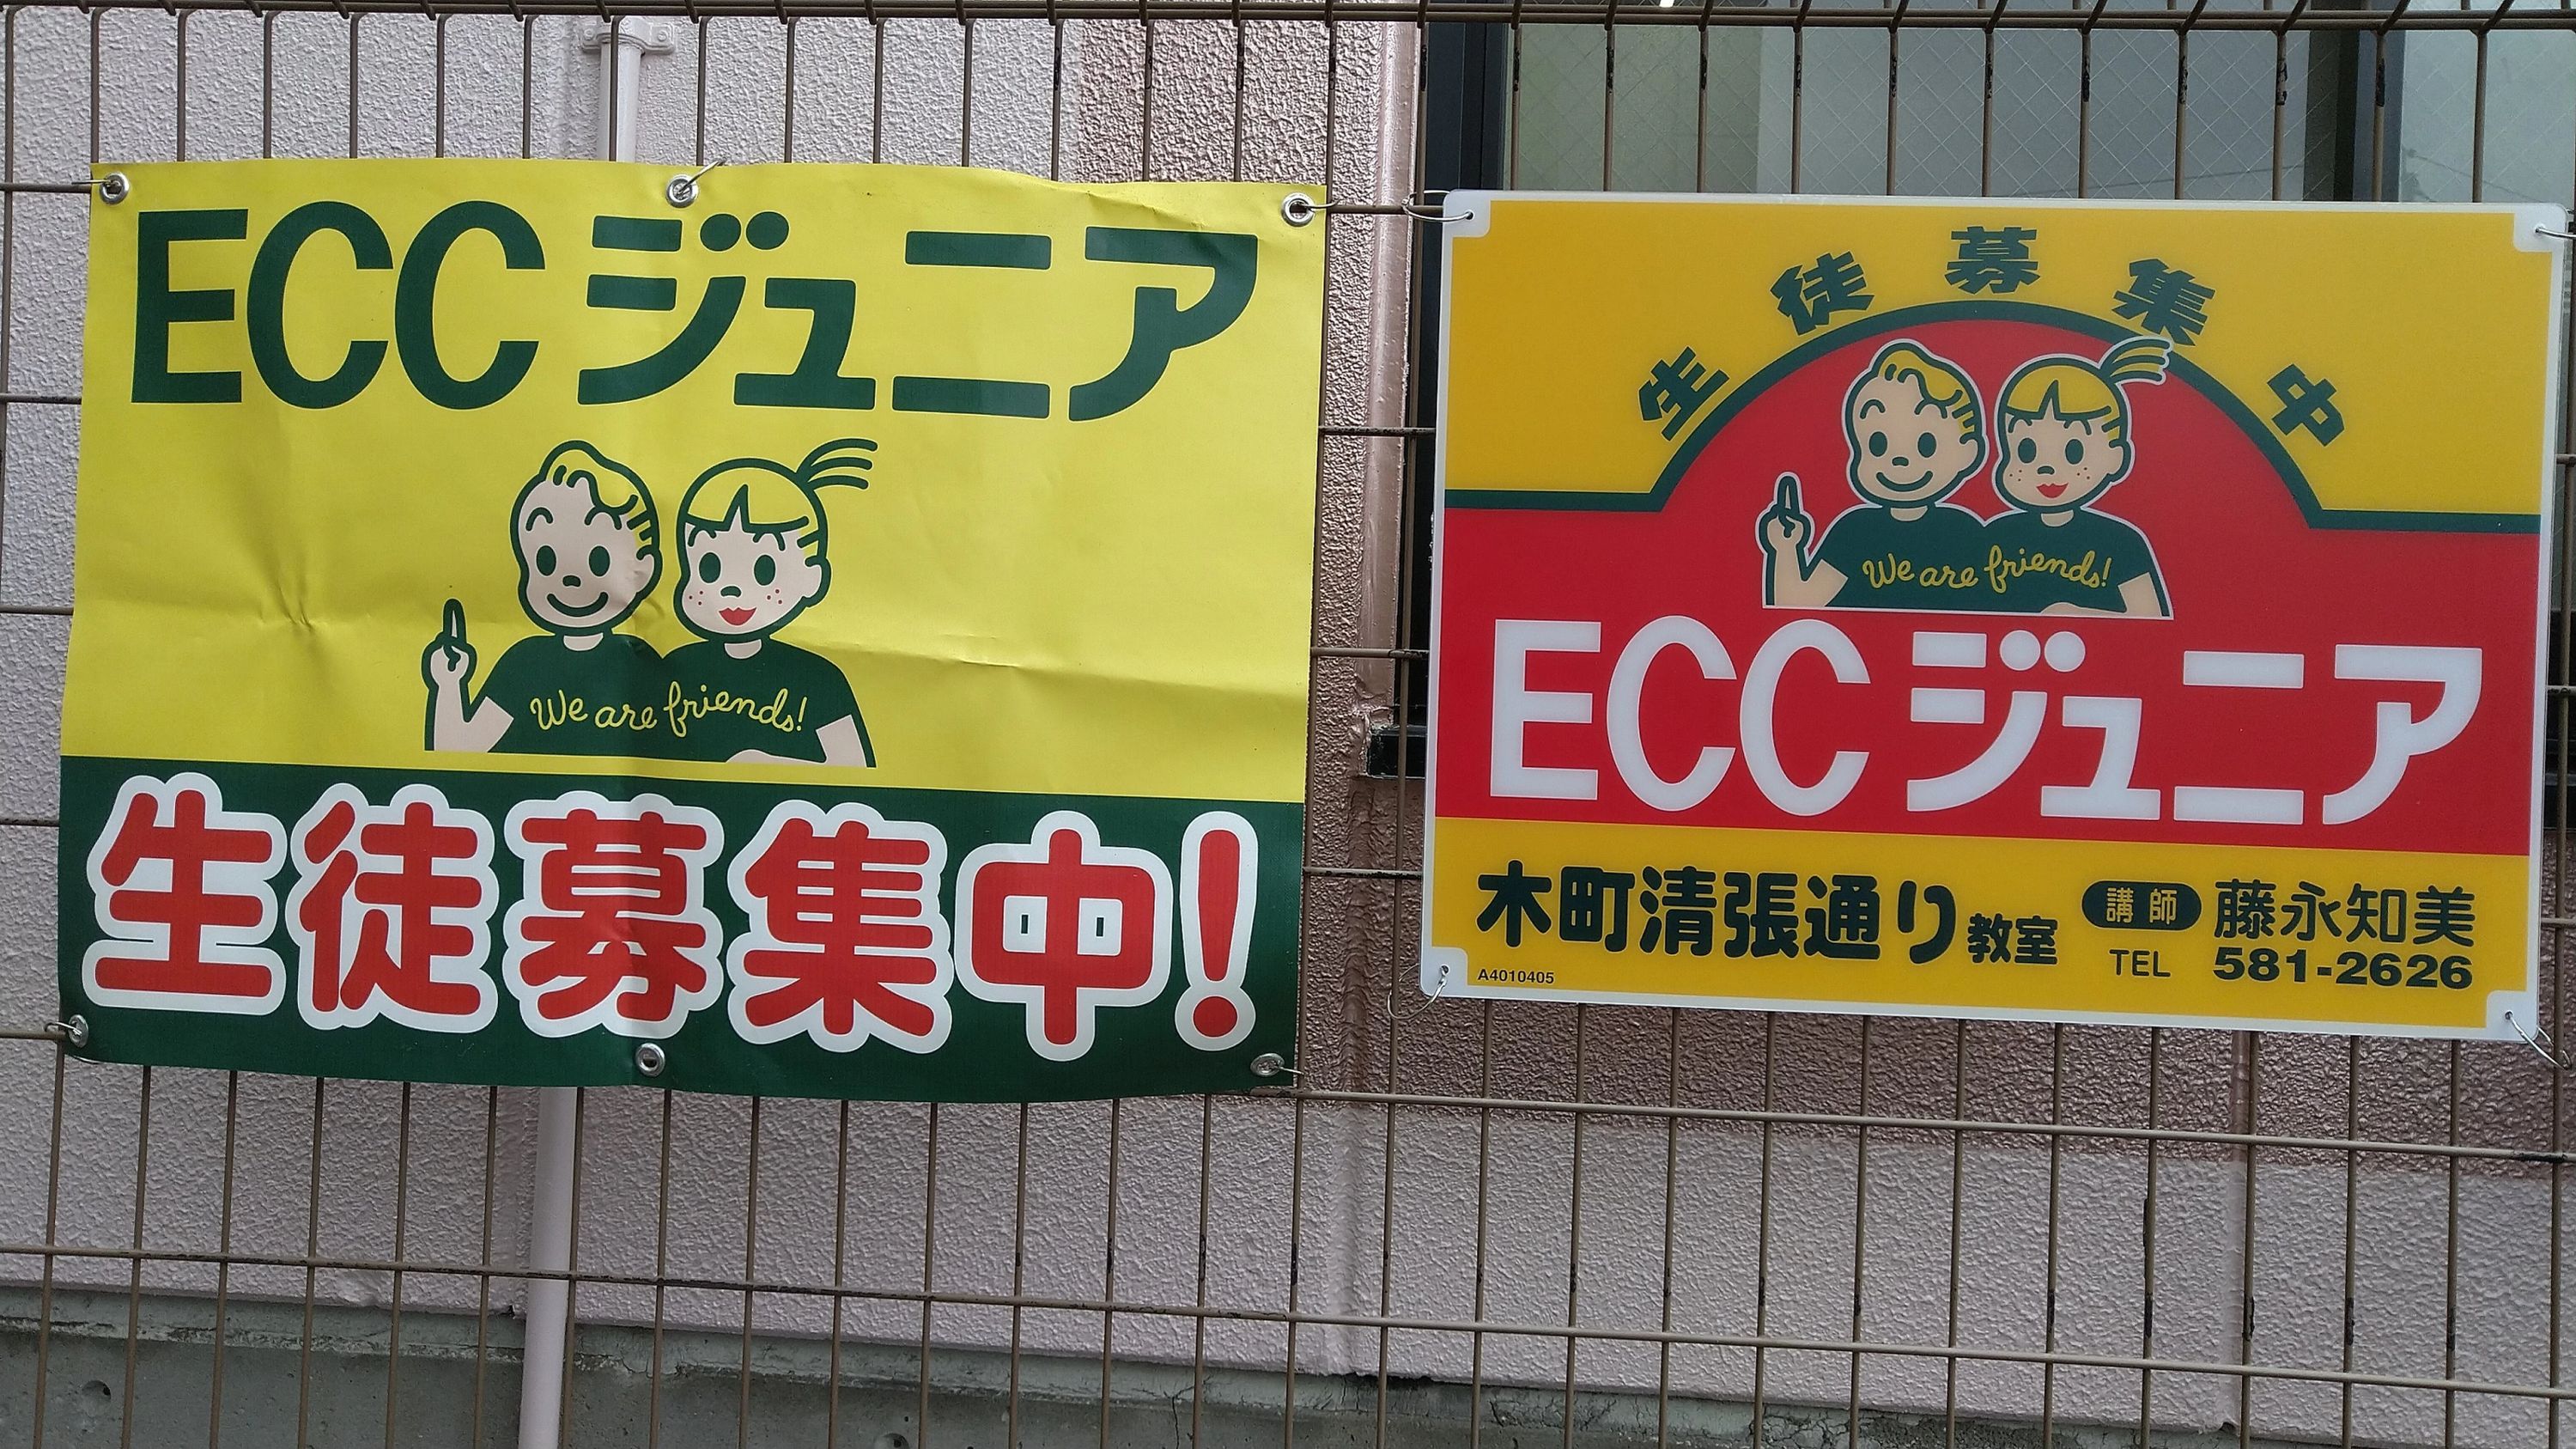 ECCジュニア
We are friends!
生徒募集中!
生徒募集中
We are friends!
ECCジュニア
木町清張通り教室
講師 藤永知美
TEL 581-2626
A4010405